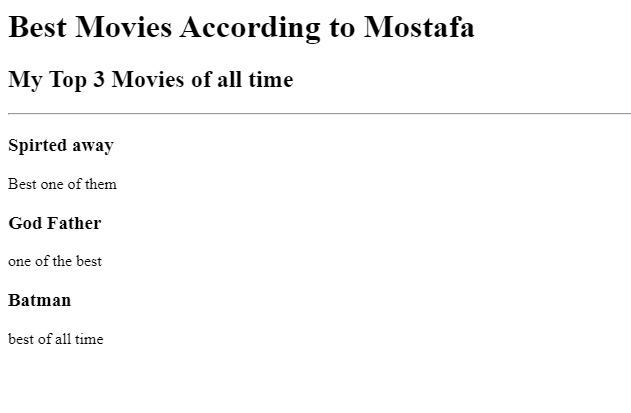 Best Movies According to Mostafa
My Top 3 Movies of all time
Spirted away
Best one of them
God Father
one of the best
Batman
best of all time